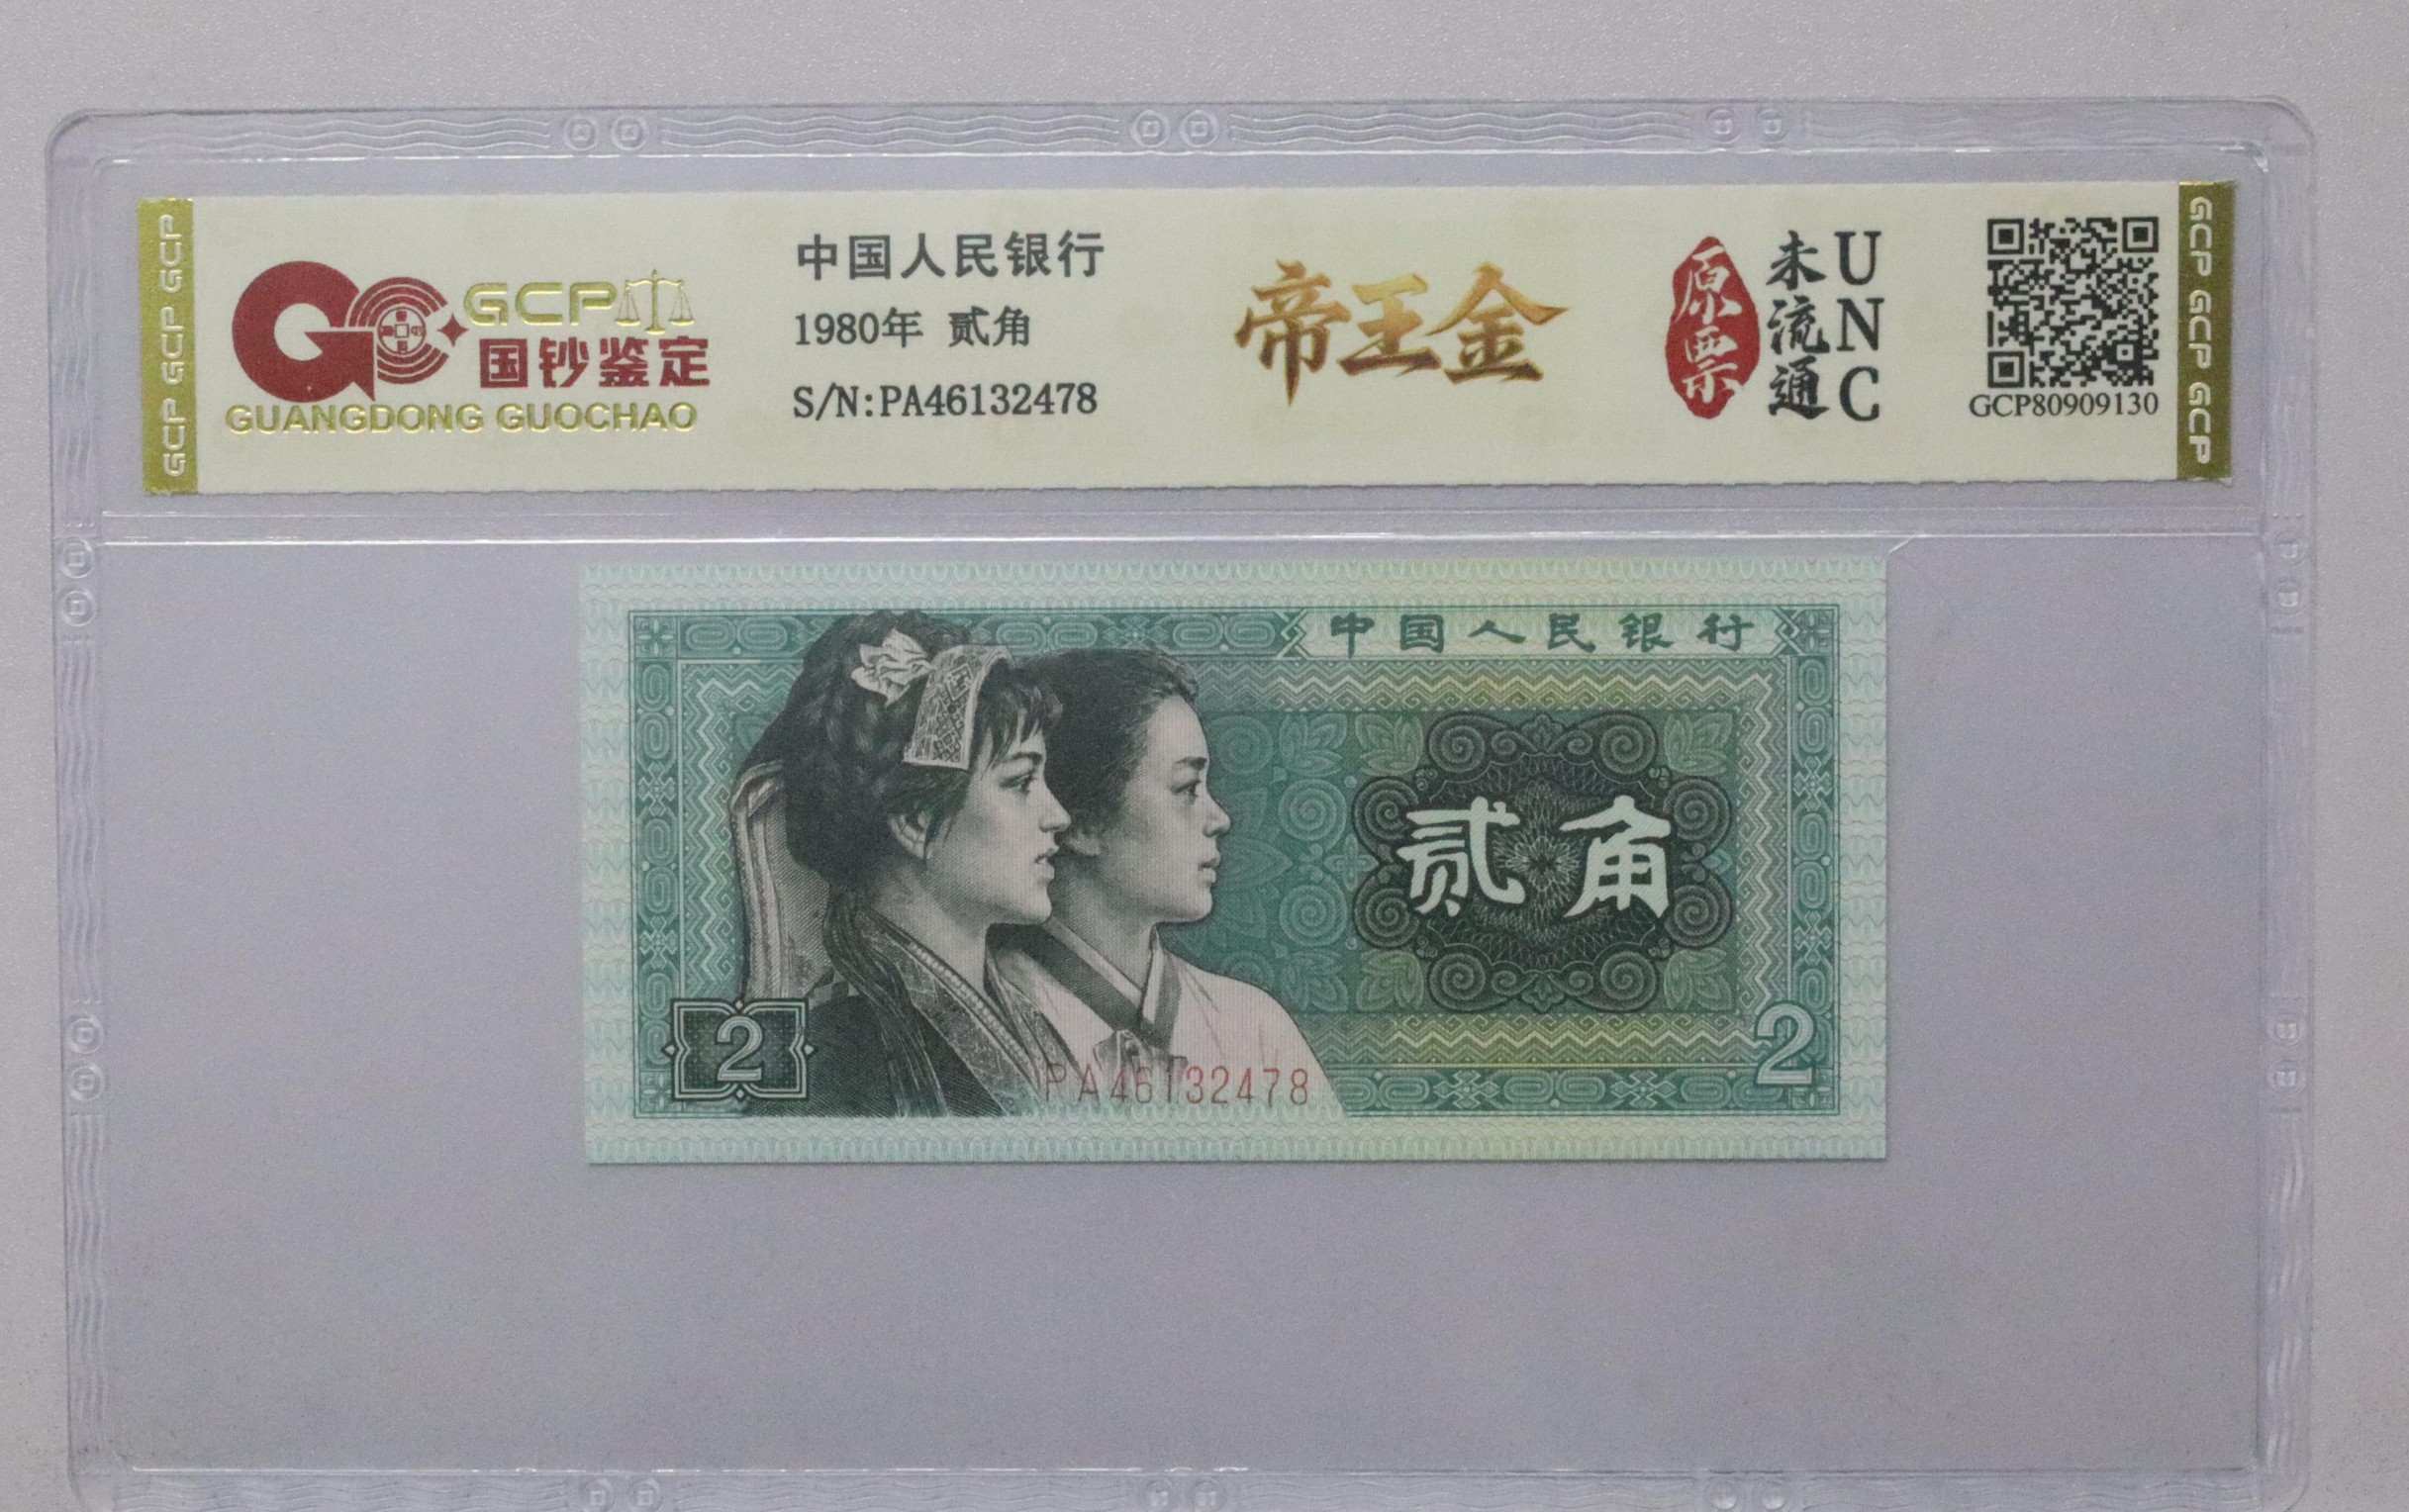 GCP GCP GCP
GCP
国钞鉴定
GUANGDONG GUOCHAO
中国人民银行
1980年 贰角
S/N:PA46132478
帝王金
原票
未流通
UNC
GCP80909130
GCP GCP GCP
中国人民银行
贰角
2
2
PA46132478